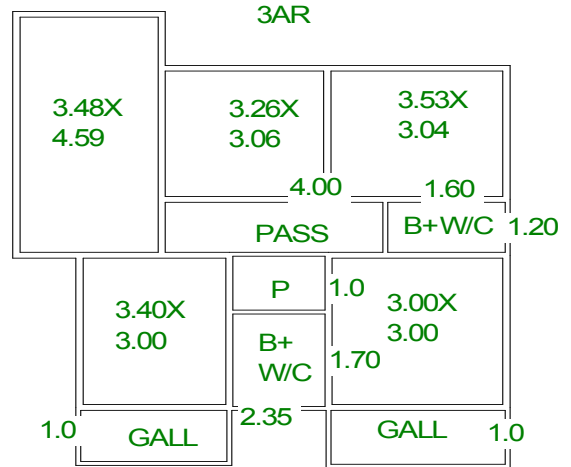 3AR
3.48X
4.59
3.26X
3.06
3.53X
3.04
4.00
1.60
PASS
B+W/C
1.20
3.40X
3.00
P
1.0
3.00X
3.00
B+
W/C
1.70
1.0
GALL
2.35
GALL
1.0